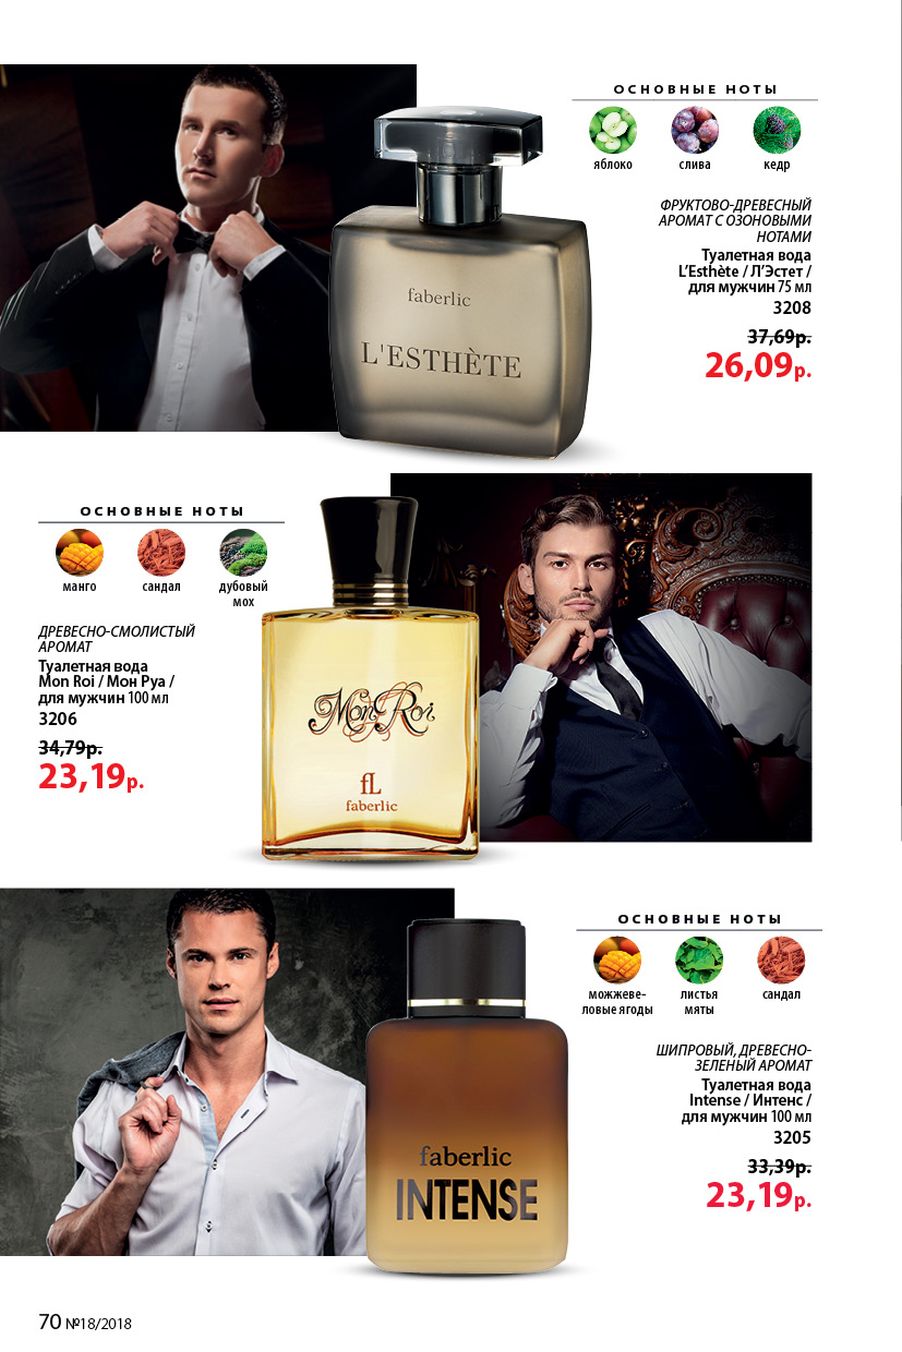 ОСНОВНЫЕ НОТЫ
яблоко
слива
кедр
ФРУКТОВО-ДРЕВЕСНЫЙ
АРОМАТ С ОЗОНОВЫМИ
НОТАМИ
Туалетная вода
L'Esthète / Л'Эстет /
для мужчин 75 мл
3208
37,69р.
26,09р.
faberlic
L'ESTHÈTE
ОСНОВНЫЕ НОТЫ
манго
сандал
дубовый
мох
ДРЕВЕСНО-СМОЛИСТЫЙ
АРОМАТ
Туалетная вода
Mon Roi / Мон Руа /
для мужчин 100 мл
3206
34,79р.
23,19р.
Mon Roi
fL
faberlic
ОСНОВНЫЕ НОТЫ
можжеве-
ловые ягоды
листья
мяты
сандал
ШИПРОВЫЙ, ДРЕВЕСНО-
ЗЕЛЕНЫЙ АРОМАТ
Туалетная вода
Intense / Интенс /
для мужчин 100 мл
3205
33,39р.
23,19р.
faberlic
INTENSE
70 №18/2018